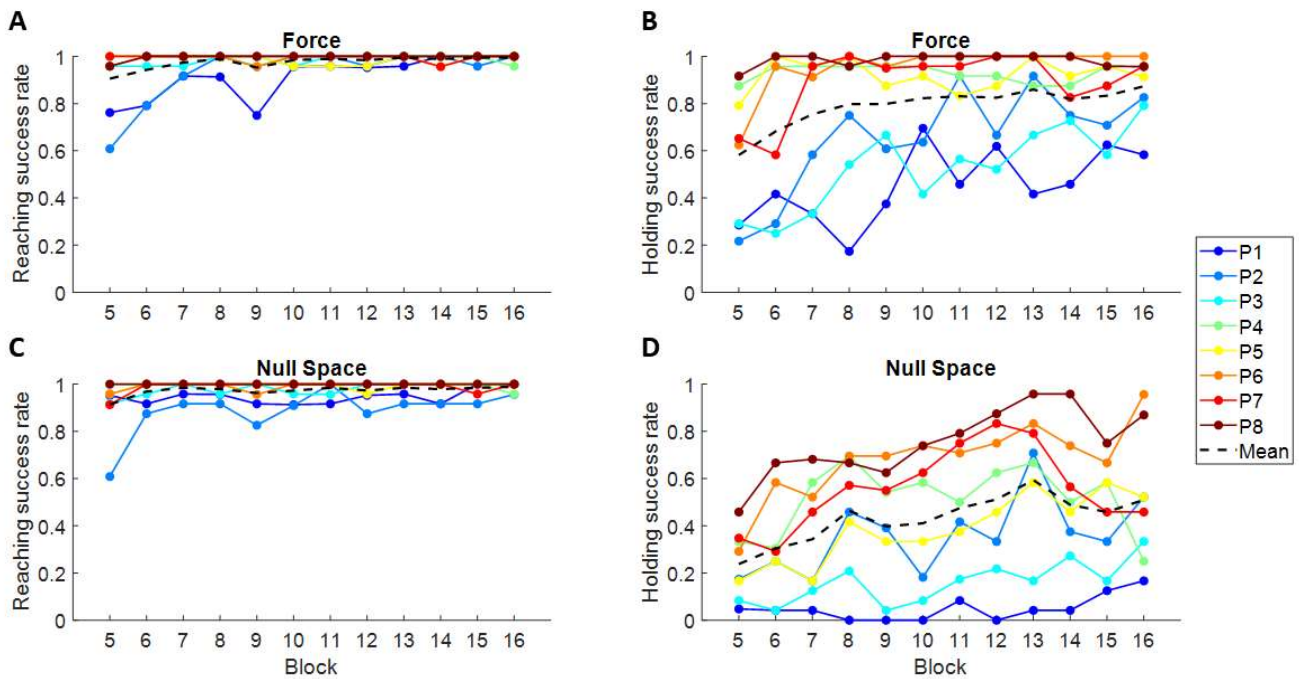 A
Force
Reaching success rate
1
0.8
0.6
0.4
0.2
0
5 6 7 8 9 10 11 12 13 14 15 16
B
Force
Holding success rate
1
0.8
0.6
0.4
0.2
0
5 6 7 8 9 10 11 12 13 14 15 16
P1
P2
P3
P4
P5
P6
P7
P8
Mean
C
Null Space
Reaching success rate
1
0.8
0.6
0.4
0.2
0
5 6 7 8 9 10 11 12 13 14 15 16
Block
D
Null Space
Holding success rate
1
0.8
0.6
0.4
0.2
0
5 6 7 8 9 10 11 12 13 14 15 16
Block